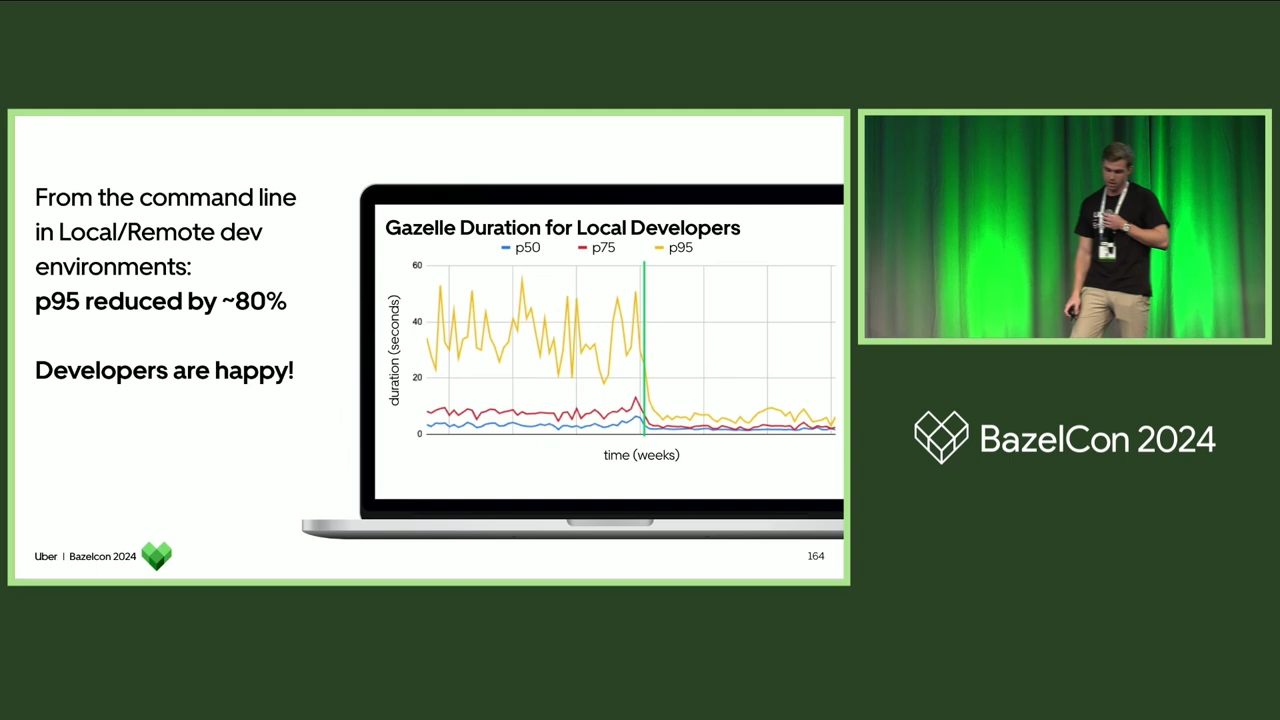 From the command line
in Local/Remote dev
environments:
p95 reduced by ~80%
Developers are happy!
Gazelle Duration for Local Developers
p50 p75 p95
60
40
20
0
duration (seconds)
time (weeks)
Uber | Bazelcon 2024
164
BazelCon 2024